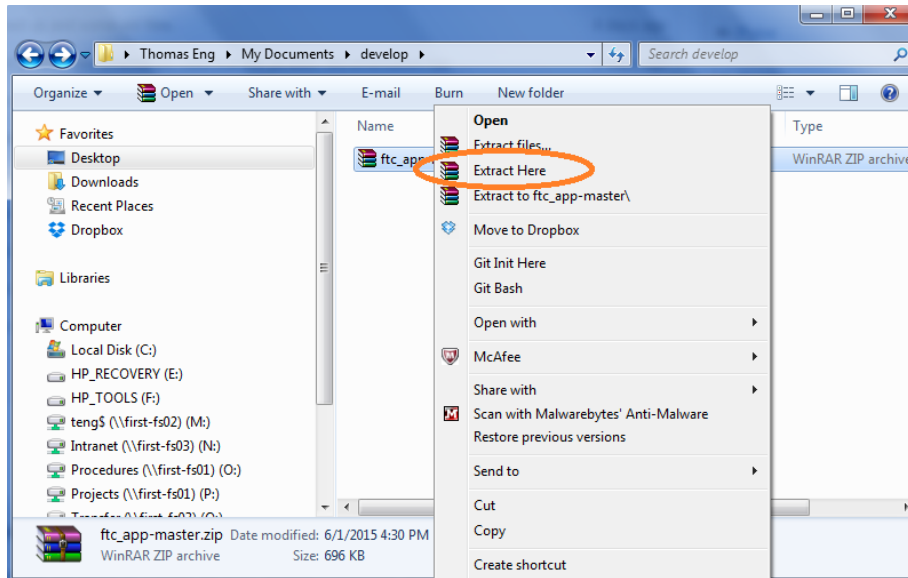 Thomas Eng My Documents develop Search develop
Organize Open Share with E-mail Burn New folder
Favorites
Desktop
Downloads
Recent Places
Dropbox
Libraries
Computer
Local Disk (C:)
HP_RECOVERY (E:)
HP_TOOLS (F:)
teng$ (\\first-fs02) (M:)
Intranet (\\first-fs03) (N:)
Procedures (\\first-fs01) (O:)
Projects (\\first-fs01) (P:)
Name Type
ftc_app WinRAR ZIP archive
Open
Extract files...
Extract Here
Extract to ftc_app-master\
Move to Dropbox
Git Init Here
Git Bash
Open with
McAfee
Share with
Scan with Malwarebytes' Anti-Malware
Restore previous versions
Send to
Cut
Copy
Create shortcut
ftc_app-master.zip Date modified: 6/1/2015 4:30 PM
WinRAR ZIP archive Size: 696 KB